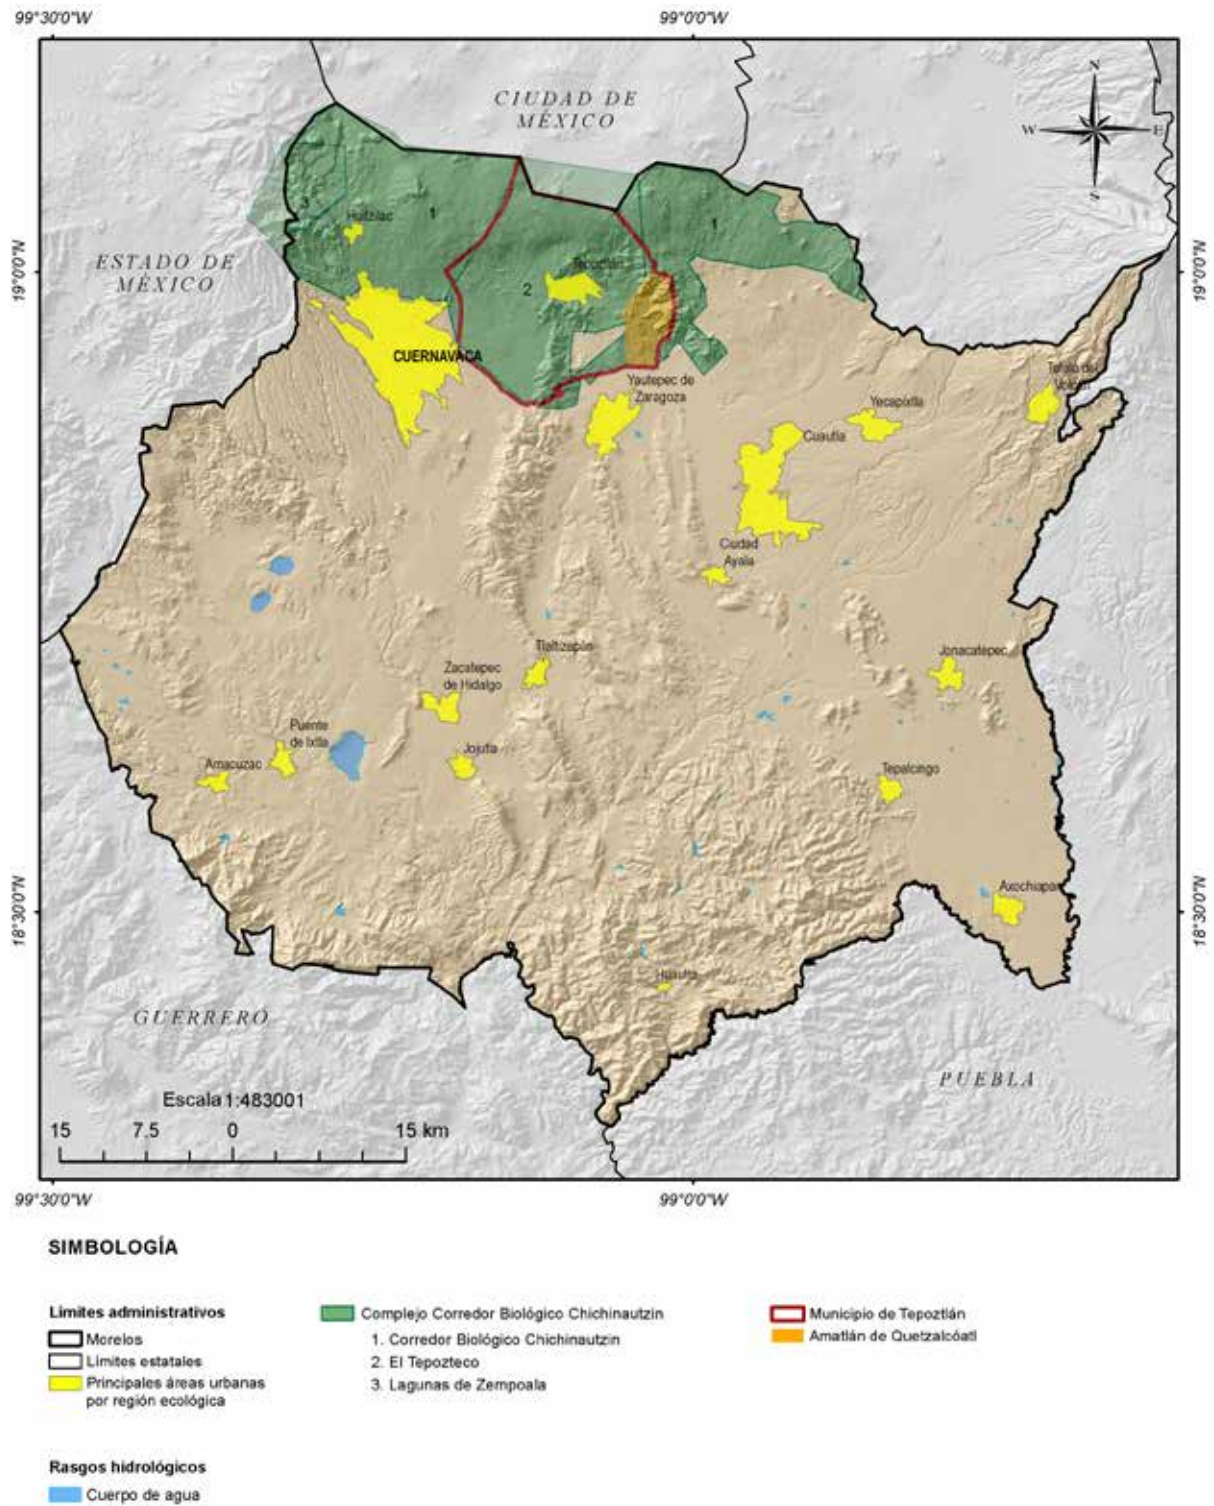 99°30'0"W
99°0'0"W
CIUDAD DE
MÉXICO
N
W
E
S
3
Huitzilac
1
1
19°0'0"N
19°0'0"N
ESTADO DE
MÉXICO
2
CUERNAVACA
Yautepec de
Zaragoza
Yecapixtla
Cuautla
Ciudad
Ayala
Tlaltizapán
Jonacatepec
Zacatepec
de Hidalgo
Puente
de Ixtla
Jojutla
Amacuzac
Tepalcingo
Axochiapan
18°30'0"N
18°30'0"N
Huautla
GUERRERO
PUEBLA
Escala 1:483001
15 7.5 0 15 km
99°30'0"W
99°0'0"W
SIMBOLOGÍA
Límites administrativos
Morelos
Límites estatales
Principales áreas urbanas
por región ecológica
Complejo Corredor Biológico Chichinautzin
1. Corredor Biológico Chichinautzin
2. El Tepozteco
3. Lagunas de Zempoala
Municipio de Tepoztlán
Amatlán de Quetzalcóatl
Rasgos hidrológicos
Cuerpo de agua